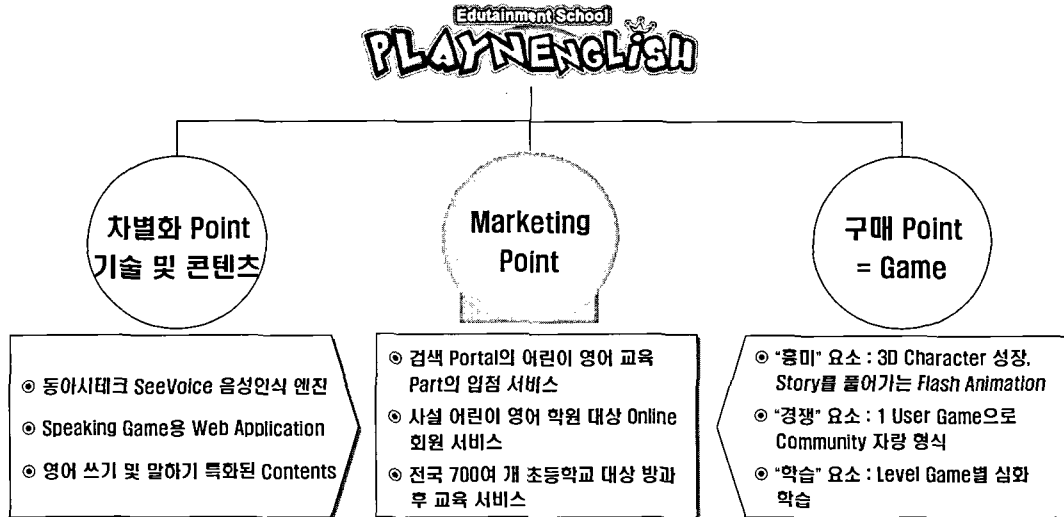 Edutainment School
PLAYNENGLISH
차별화 Point
기술 및 콘텐츠
Marketing
Point
구매 Point
= Game
◉ 동아시테크 SeeVoice 음성인식 엔진
◉ Speaking Game용 Web Application
◉ 영어 쓰기 및 말하기 특화된 Contents
◉ 검색 Portal의 어린이 영어 교육
Part의 입점 서비스
◉ 사설 어린이 영어 학원 대상 Online
회원 서비스
◉ 전국 700여 개 초등학교 대상 방과
후 교육 서비스
◉ "흥미" 요소 : 3D Character 성장,
Story를 풀어가는 Flash Animation
◉ "경쟁" 요소 : 1 User Game으로
Community 자랑 형식
◉ "학습" 요소 : Level Game별 심화
학습